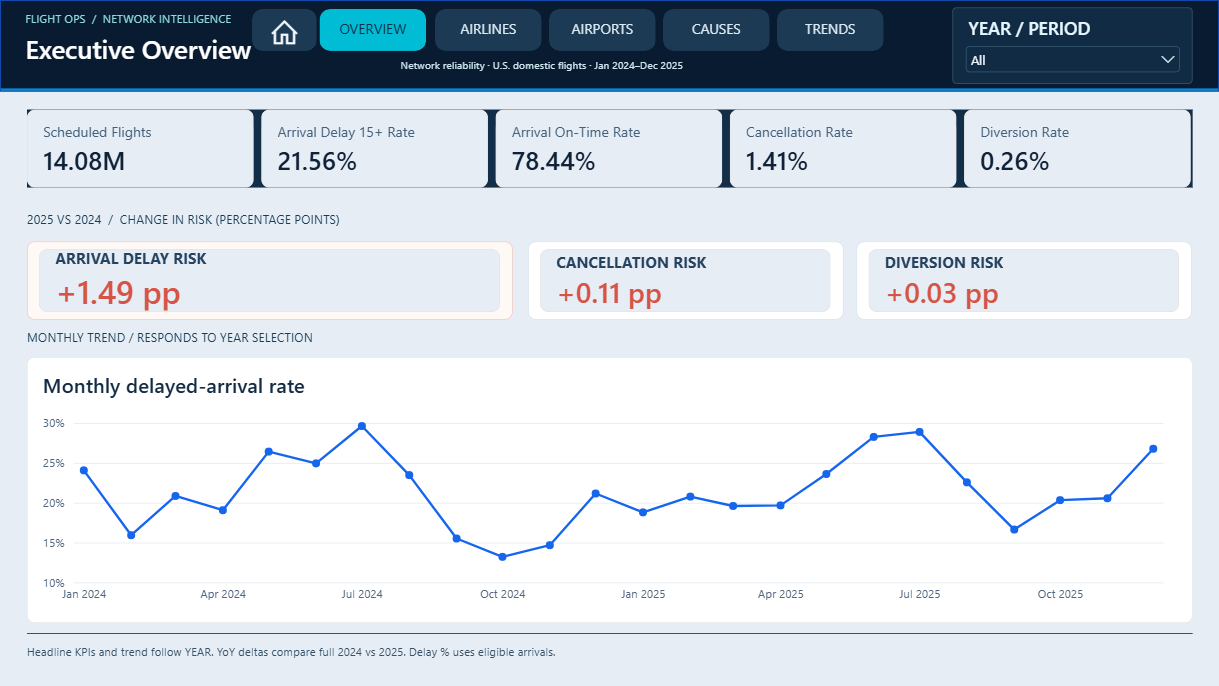 FLIGHT OPS / NETWORK INTELLIGENCE
Executive Overview
OVERVIEW
AIRLINES
AIRPORTS
CAUSES
TRENDS
Network reliability · U.S. domestic flights · Jan 2024–Dec 2025
YEAR / PERIOD
All
Scheduled Flights
14.08M
Arrival Delay 15+ Rate
21.56%
Arrival On-Time Rate
78.44%
Cancellation Rate
1.41%
Diversion Rate
0.26%
2025 VS 2024 / CHANGE IN RISK (PERCENTAGE POINTS)
ARRIVAL DELAY RISK
+1.49 pp
CANCELLATION RISK
+0.11 pp
DIVERSION RISK
+0.03 pp
MONTHLY TREND / RESPONDS TO YEAR SELECTION
Monthly delayed-arrival rate
30%
25%
20%
15%
10%
Jan 2024
Apr 2024
Jul 2024
Oct 2024
Jan 2025
Apr 2025
Jul 2025
Oct 2025
Headline KPIs and trend follow YEAR. YoY deltas compare full 2024 vs 2025. Delay % uses eligible arrivals.